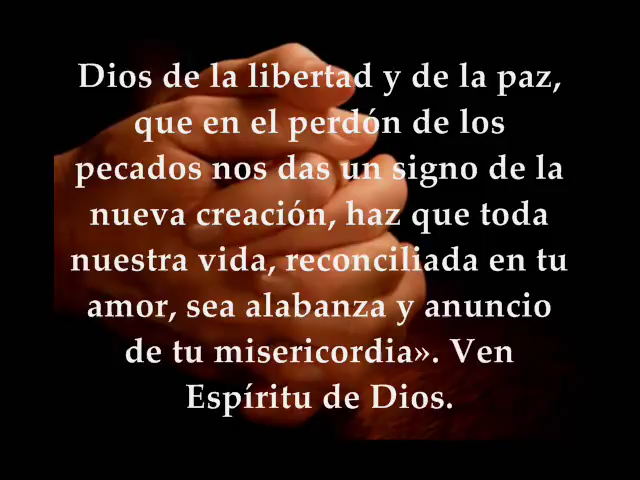 Dios de la libertad y de la paz,
que en el perdón de los
pecados nos das un signo de la
nueva creación, haz que toda
nuestra vida, reconciliada en tu
amor, sea alabanza y anuncio
de tu misericordia». Ven
Espíritu de Dios.